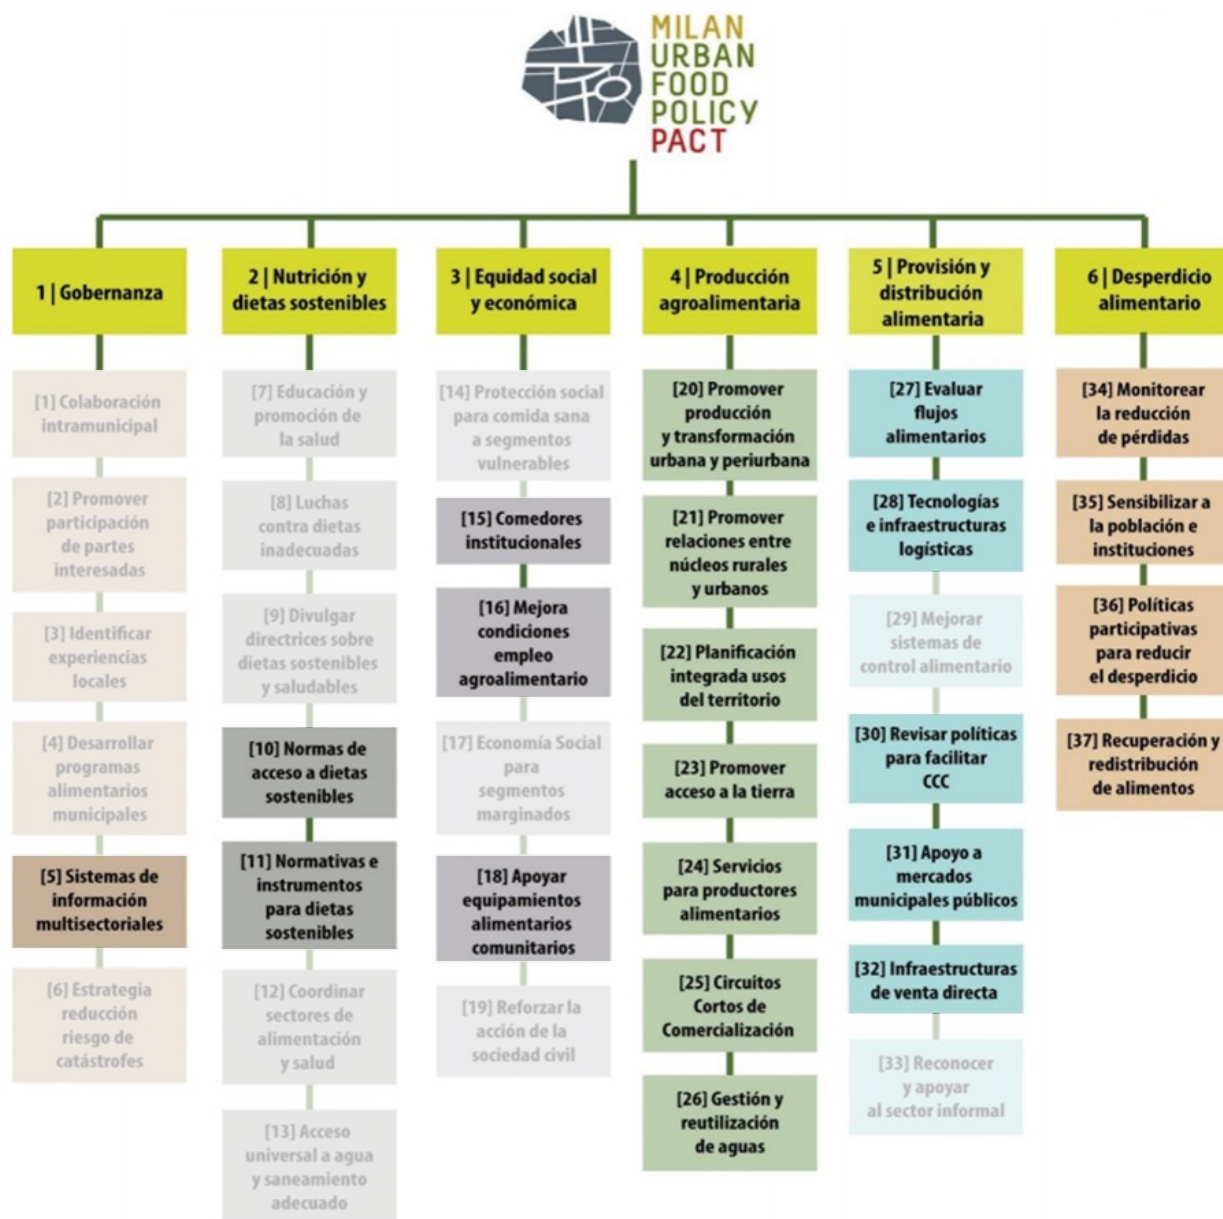 MILAN
URBAN
FOOD
POLICY
PACT
1 | Gobernanza
[1] Colaboración
intramunicipal
[2] Promover
participación
de partes
interesadas
[3] Identificar
experiencias
locales
[4] Desarrollar
programas
alimentarios
municipales
[5] Sistemas de
información
multisectoriales
[6] Estrategia
reducción
riesgo de
catástrofes
2 | Nutrición y
dietas sostenibles
[7] Educación y
promoción de
la salud
[8] Luchas
contra dietas
inadecuadas
[9] Divulgar
directrices sobre
dietas sostenibles
y saludables
[10] Normas de
acceso a dietas
sostenibles
[11] Normativas e
instrumentos
para dietas
sostenibles
[12] Coordinar
sectores de
alimentación
y salud
[13] Acceso
universal a agua
y saneamiento
adecuado
3 | Equidad social
y económica
[14] Protección social
para comida sana
a segmentos
vulnerables
[15] Comedores
institucionales
[16] Mejora
condiciones
empleo
agroalimentario
[17] Economía Social
para
segmentos
marginados
[18] Apoyar
equipamientos
alimentarios
comunitarios
[19] Reforzar la
acción de la
sociedad civil
4 | Producción
agroalimentaria
[20] Promover
producción
y transformación
urbana y periurbana
[21] Promover
relaciones entre
núcleos rurales
y urbanos
[22] Planificación
integrada usos
del territorio
[23] Promover
acceso a la tierra
[24] Servicios
para productores
alimentarios
[25] Circuitos
Cortos de
Comercialización
[26] Gestión y
reutilización
de aguas
5 | Provisión y
distribución
alimentaria
[27] Evaluar
flujos
alimentarios
[28] Tecnologías
e infraestructuras
logísticas
[29] Mejorar
sistemas de
control alimentario
[30] Revisar políticas
para facilitar
CCC
[31] Apoyo a
mercados
municipales públicos
[32] Infraestructuras
de venta directa
[33] Reconocer
y apoyar
al sector informal
6 | Desperdicio
alimentario
[34] Monitorear
la reducción
de pérdidas
[35] Sensibilizar a
la población e
instituciones
[36] Políticas
participativas
para reducir
el desperdicio
[37] Recuperación y
redistribución
de alimentos